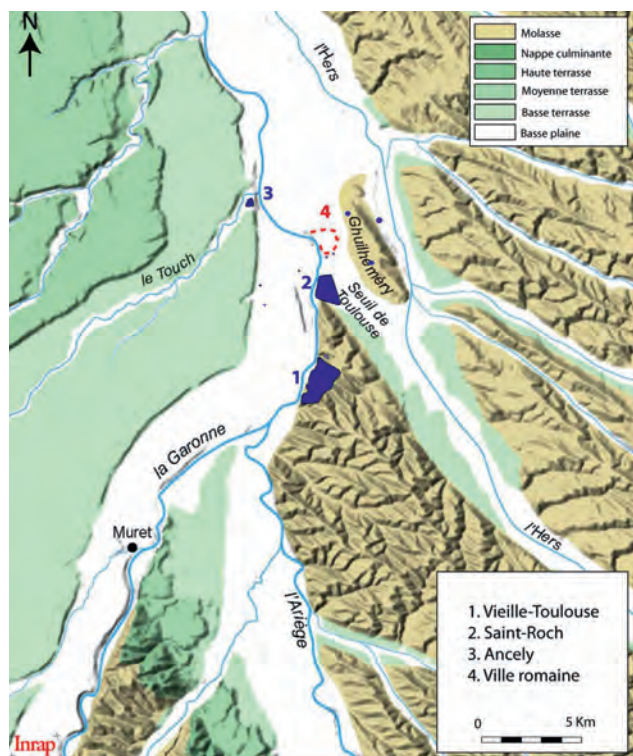 N
l'Hers
Molasse
Nappe culminante
Haute terrasse
Moyenne terrasse
Basse terrasse
Basse plaine
3
4
le Touch
Ghuilheméry
2
Seuil de
Toulouse
1
la Garonne
Muret
l'Hers
l'Ariège
1. Vieille-Toulouse
2. Saint-Roch
3. Ancely
4. Ville romaine
0 5 Km
Inrap